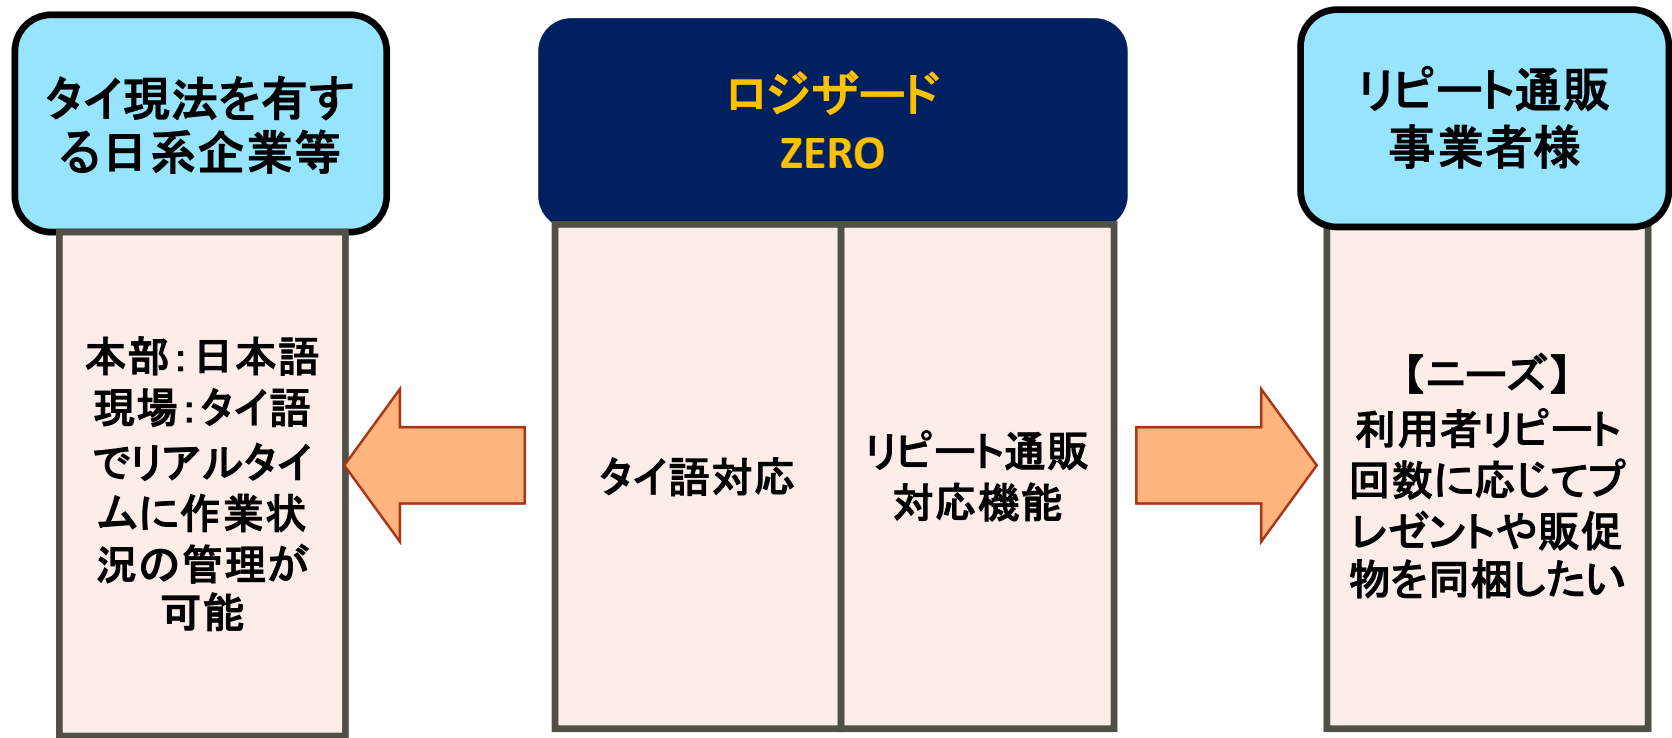 タイ現法を有す
る日系企業等
本部：日本語
現場：タイ語
でリアルタイ
ムに作業状
況の管理が
可能
ロジザード
ZERO
タイ語対応
リピート通販
対応機能
リピート通販
事業者様
【ニーズ】
利用者リピート
回数に応じてプ
レゼントや販促
物を同梱したい